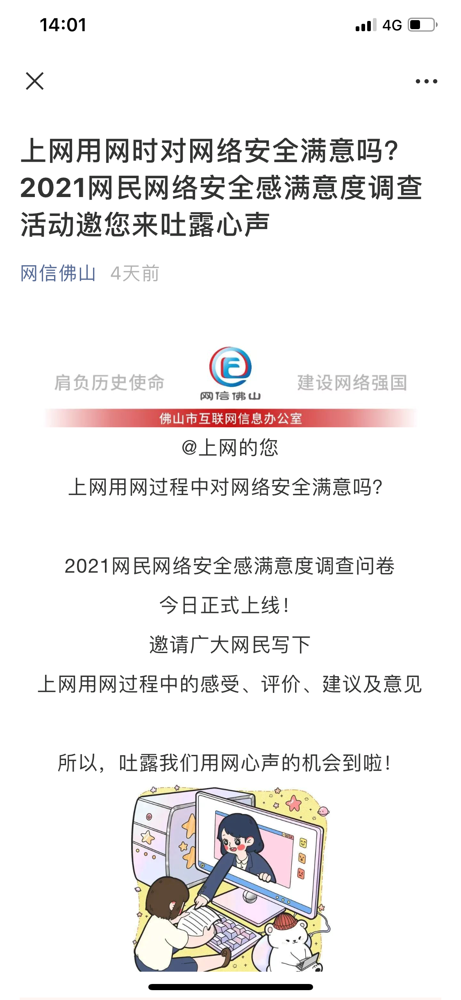 14:01
4G
上网用网时对网络安全满意吗?
2021网民网络安全感满意度调查
活动邀您来吐露心声
网信佛山 4天前
肩负历史使命
网信佛山
建设网络强国
佛山市互联网信息办公室
@上网的您
上网用网过程中对网络安全满意吗?
2021网民网络安全感满意度调查问卷
今日正式上线!
邀请广大网民写下
上网用网过程中的感受、评价、建议及意见
所以，吐露我们用网心声的机会到啦!